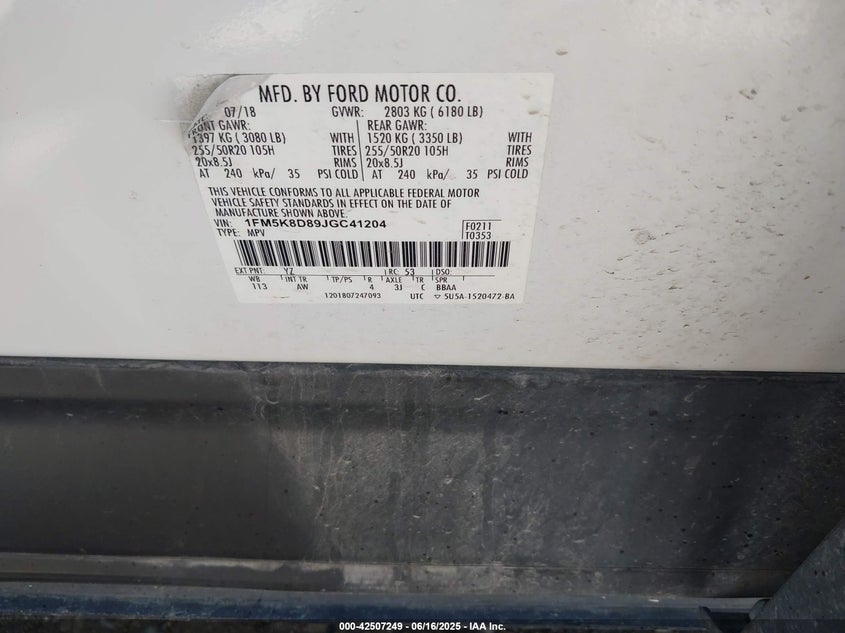 MFD. BY FORD MOTOR CO.
07/18 GVWR: 2803 KG ( 6180 LB)
FRONT GAWR: REAR GAWR:
1397 KG ( 3080 LB) WITH 1520 KG ( 3350 LB) WITH
255/50R20 105H TIRES 255/50R20 105H TIRES
20x8.5J RIMS 20x8.5J RIMS
AT 240 kPa/ 35 PSI COLD AT 240 kPa/ 35 PSI COLD
THIS VEHICLE CONFORMS TO ALL APPLICABLE FEDERAL MOTOR
VEHICLE SAFETY STANDARDS IN EFFECT ON THE DATE OF
MANUFACTURE SHOWN ABOVE.
VIN: 1FM5K8D89JGC41204 F0211
TYPE: MPV T0353
EXT PNT: YZ RC: 53 DSO:
WB INT TR TP/PS R AXLE TR SPR
113 AW 4 3J C BBAA
1201807247093 UTC ▽ 5U5A-1520472-BA
000-42507249 - 06/16/2025 - IAA Inc.